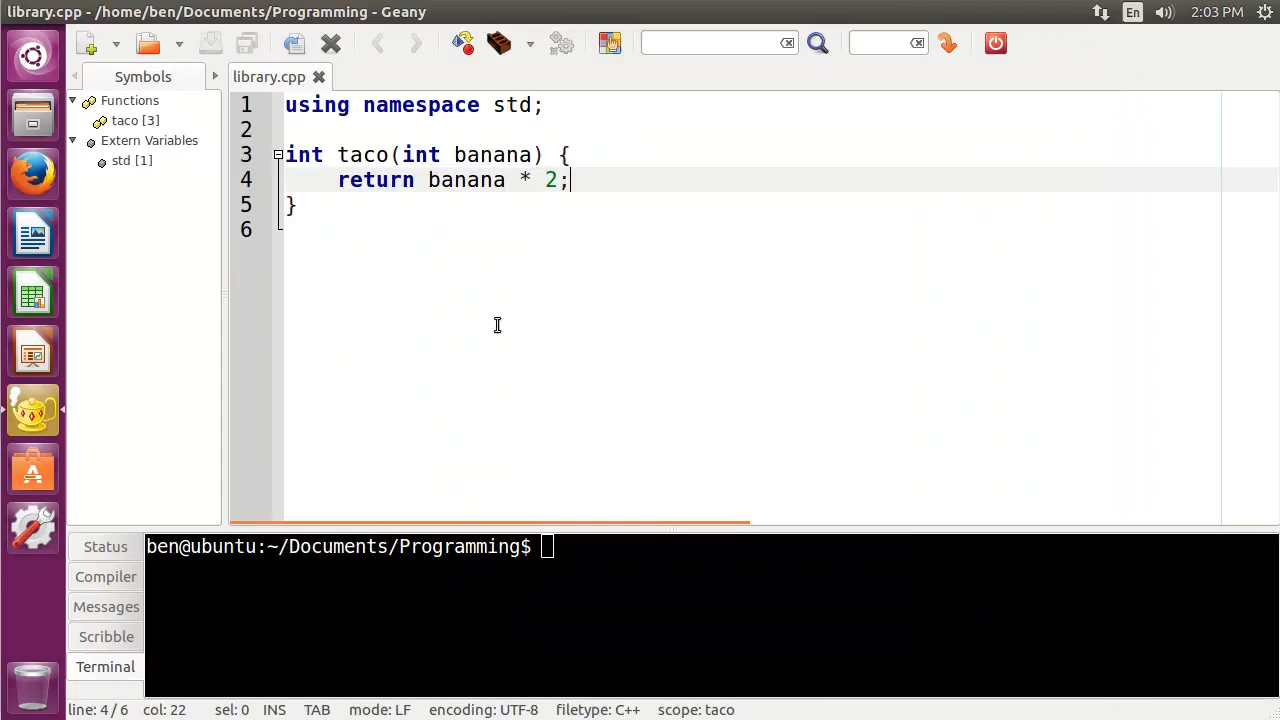 library.cpp - /home/ben/Documents/Programming - Geany
En
2:03 PM
Symbols
library.cpp
Functions
taco [3]
Extern Variables
std [1]
1 using namespace std;
2
3 int taco(int banana) {
4     return banana * 2;
5 }
6
Status
Compiler
Messages
Scribble
Terminal
ben@ubuntu:~/Documents/Programming$
line: 4 / 6 col: 22 sel: 0 INS TAB mode: LF encoding: UTF-8 filetype: C++ scope: taco